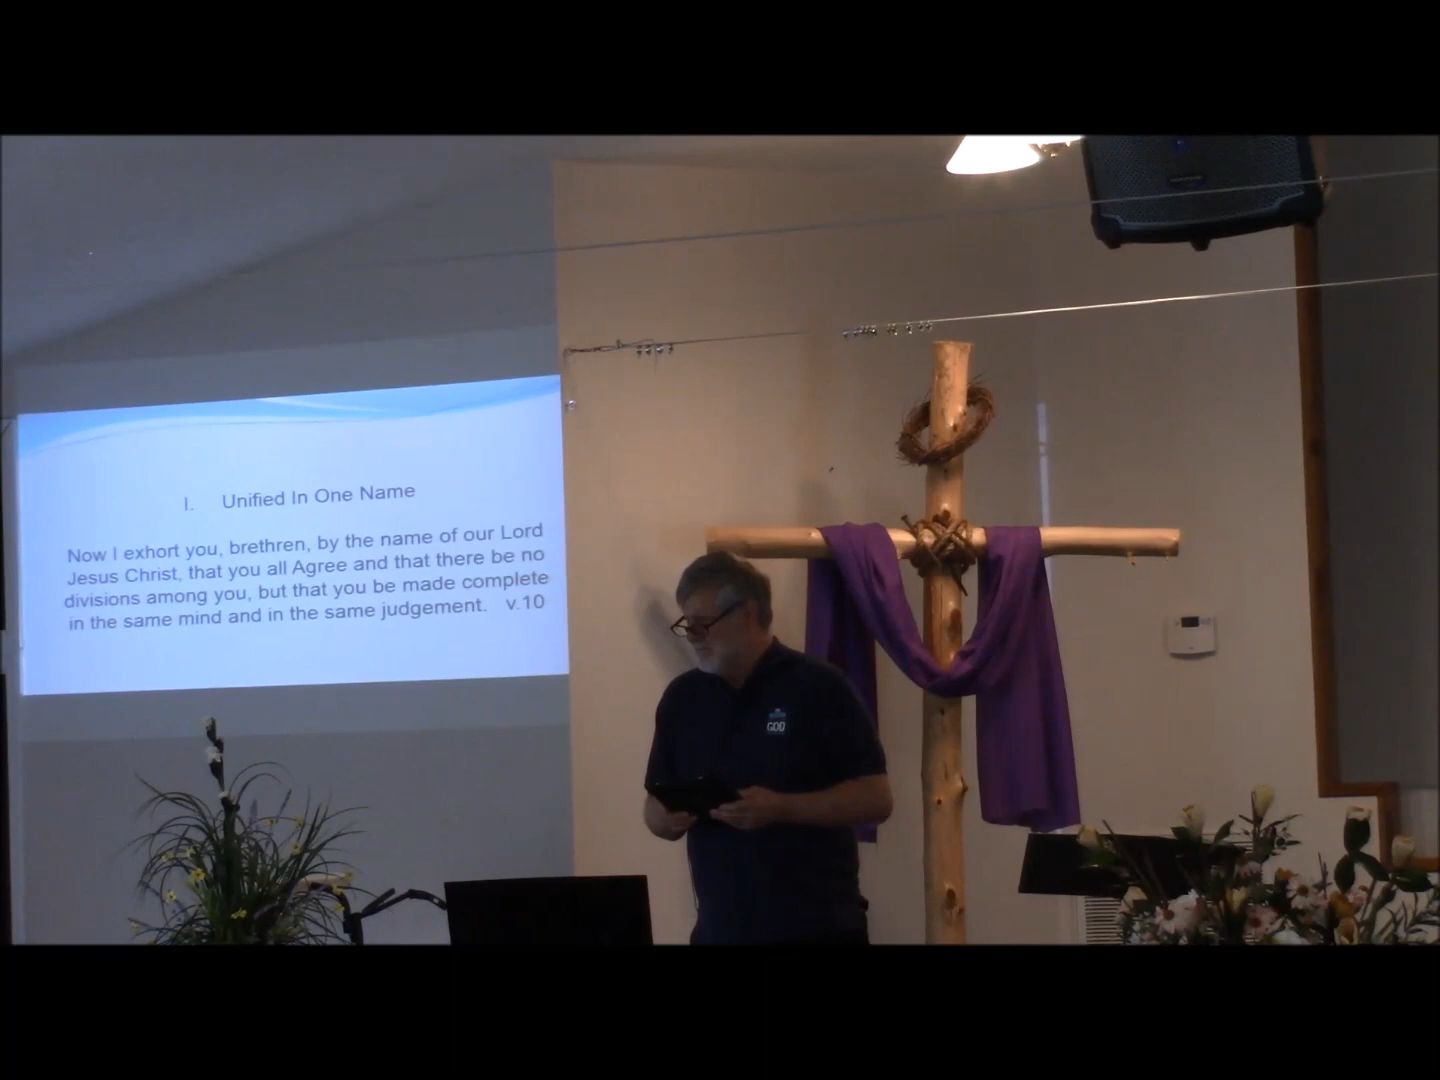 I. Unified In One Name
Now I exhort you, brethren, by the name of our Lord
Jesus Christ, that you all Agree and that there be no
divisions among you, but that you be made complete
in the same mind and in the same judgement. v.10
GOD